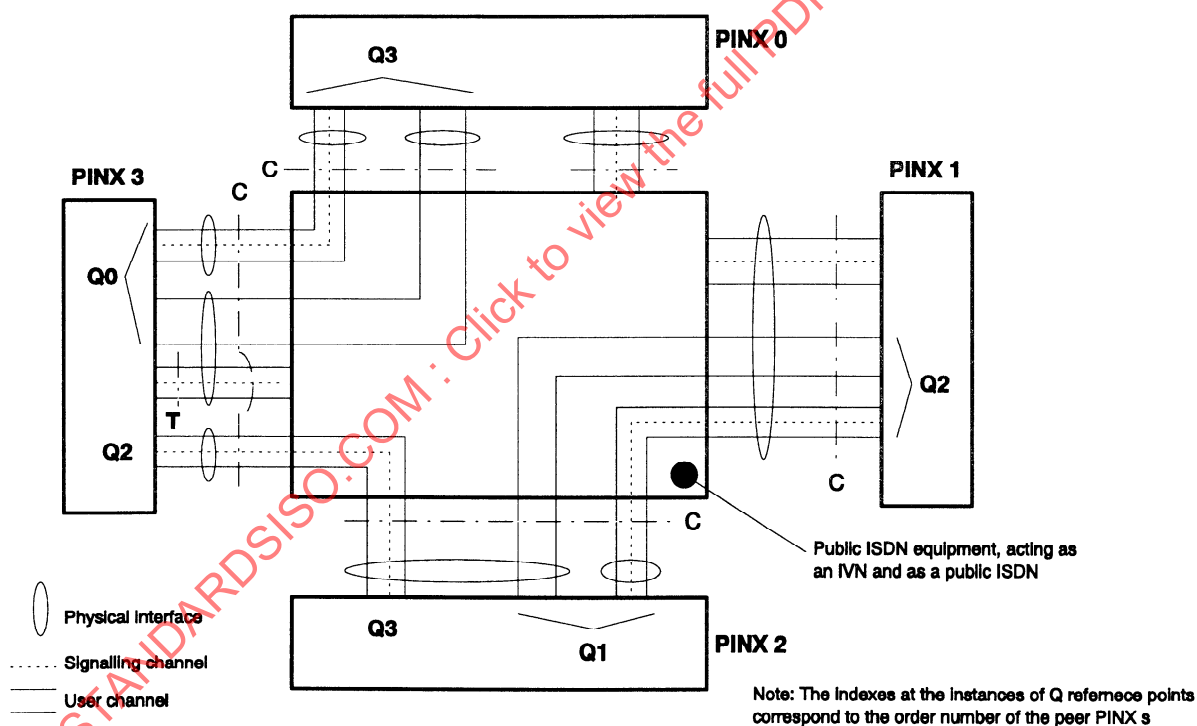 PINX 0
Q3
C
PINX 3
C
PINX 1
Q0
Q2
T
Q2
C
C
Public ISDN equipment, acting as
an IVN and as a public ISDN
Physical interface
Q3
Q1
PINX 2
Signalling channel
User channel
Note: The indexes at the instances of Q refernece points
correspond to the order number of the peer PINX s
STANDARDSISO.COM : Click to view the full PDF